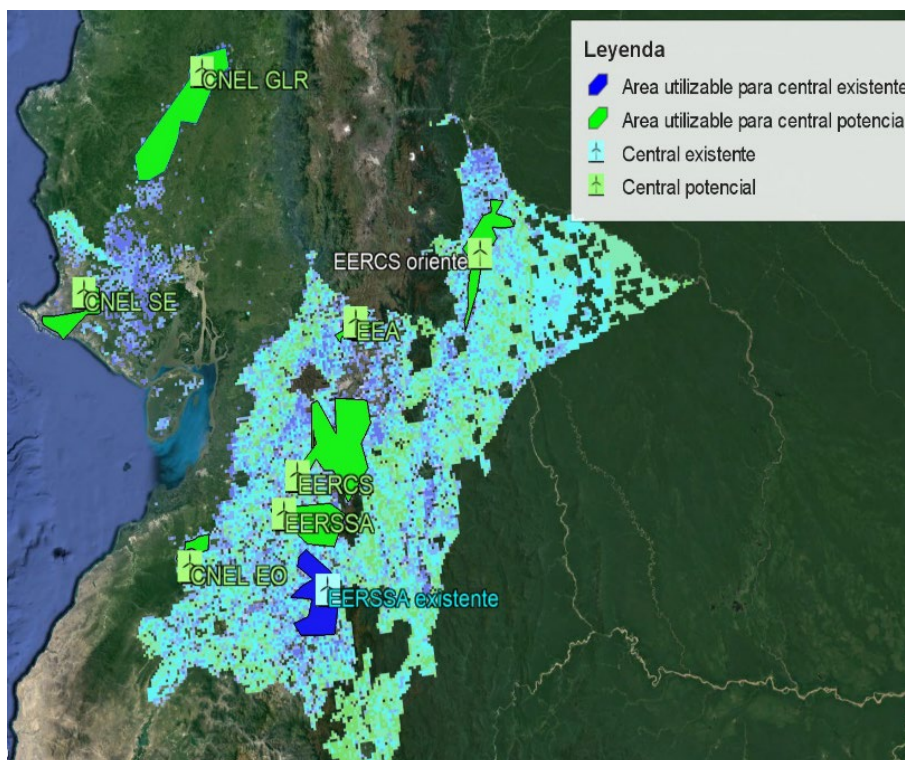 Leyenda
Area utilizable para central existente
Area utilizable para central potencial
Central existente
Central potencial
CNEL GLR
EERCS oriente
CNEL SE
EEA
EERCS
EERSSA
CNEL EO
EERSSA existente